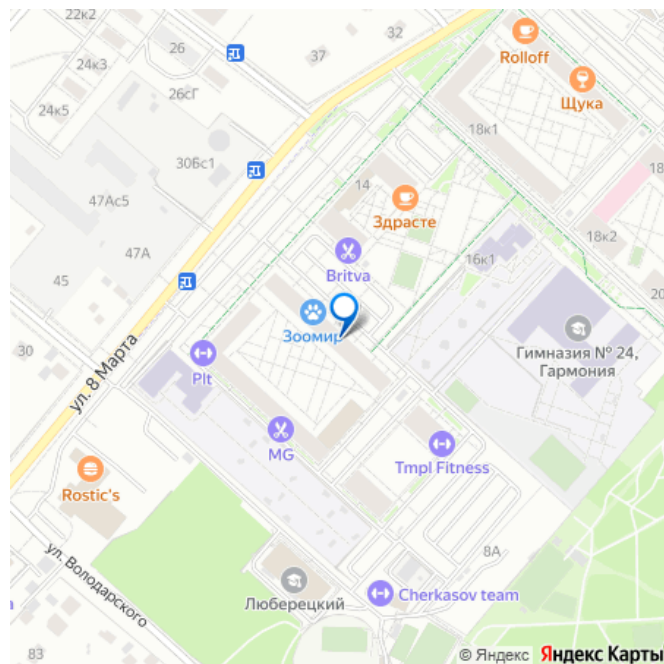 22к2
32
26
37
24к3
Rolloff
26сГ
Щука
24к5
18к1
30бс1
18
14
47Ас5
Здрасте
18к2
47А
16к1
45
Britva
20
Зоомир
Гимназия № 24,
Гармония
30
ул. 8 Марта
Plt
MG
Tmpl Fitness
Rostic's
8А
ул. Володарского
Люберецкий
Cherkasov team
83
© Яндекс Яндекс Карты